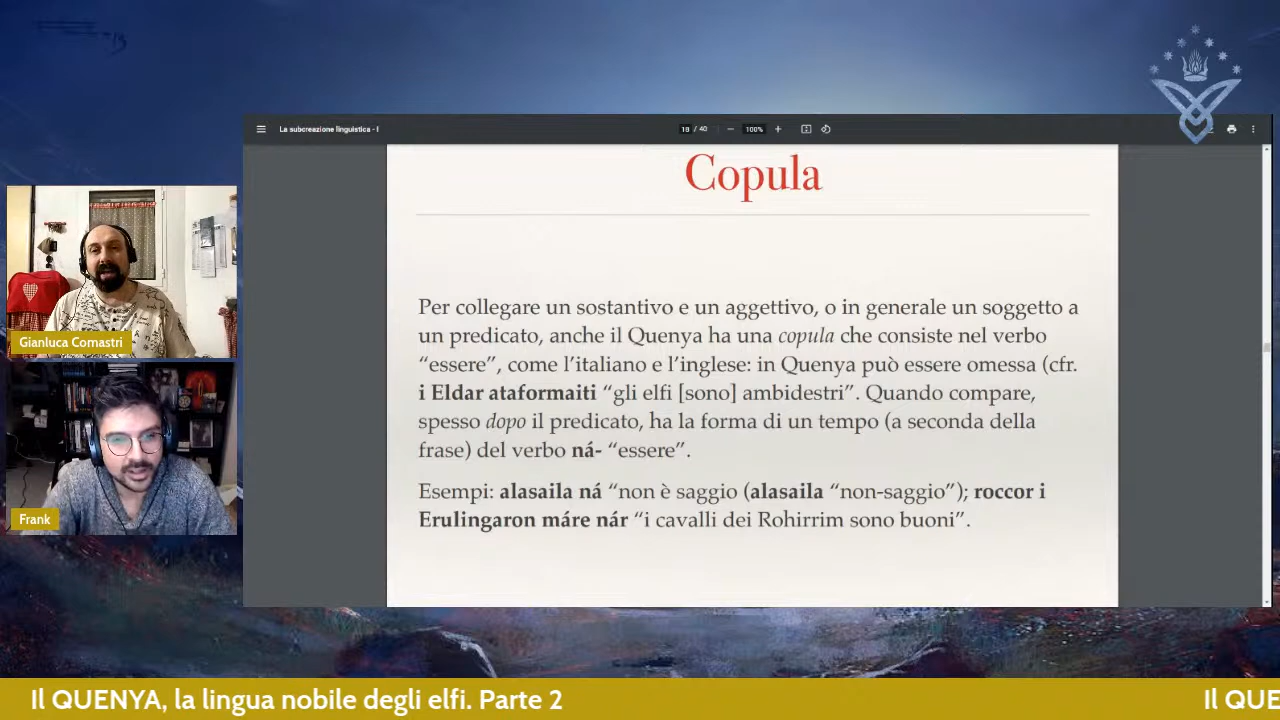 La subcreazione linguistica - I
18 / 40
100%
Copula
Per collegare un sostantivo e un aggettivo, o in generale un soggetto a
un predicato, anche il Quenya ha una copula che consiste nel verbo
“essere”, come l’italiano e l’inglese: in Quenya può essere omessa (cfr.
i Eldar ataformaiti “gli elfi [sono] ambidestri”. Quando compare,
spesso dopo il predicato, ha la forma di un tempo (a seconda della
frase) del verbo ná- “essere”.
Esempi: alasaila ná “non è saggio (alasaila “non-saggio”); roccor i
Erulingaron máre nár “i cavalli dei Rohirrim sono buoni”.
Gianluca Comastri
Frank
Il QUENYA, la lingua nobile degli elfi. Parte 2
Il QUE